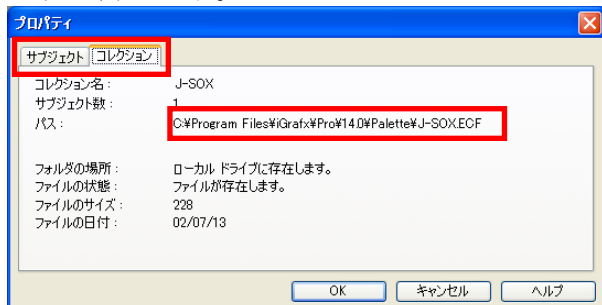 プロパティ
サブジェクト コレクション
コレクション名： J-SOX
サブジェクト数： 1
パス： C:¥Program Files¥iGrafx¥Pro¥14.0¥Palette¥J-SOX.ECF
フォルダの場所： ローカル ドライブに存在します。
ファイルの状態： ファイルが存在します。
ファイルのサイズ： 228
ファイルの日付： 02/07/13
OK キャンセル ヘルプ